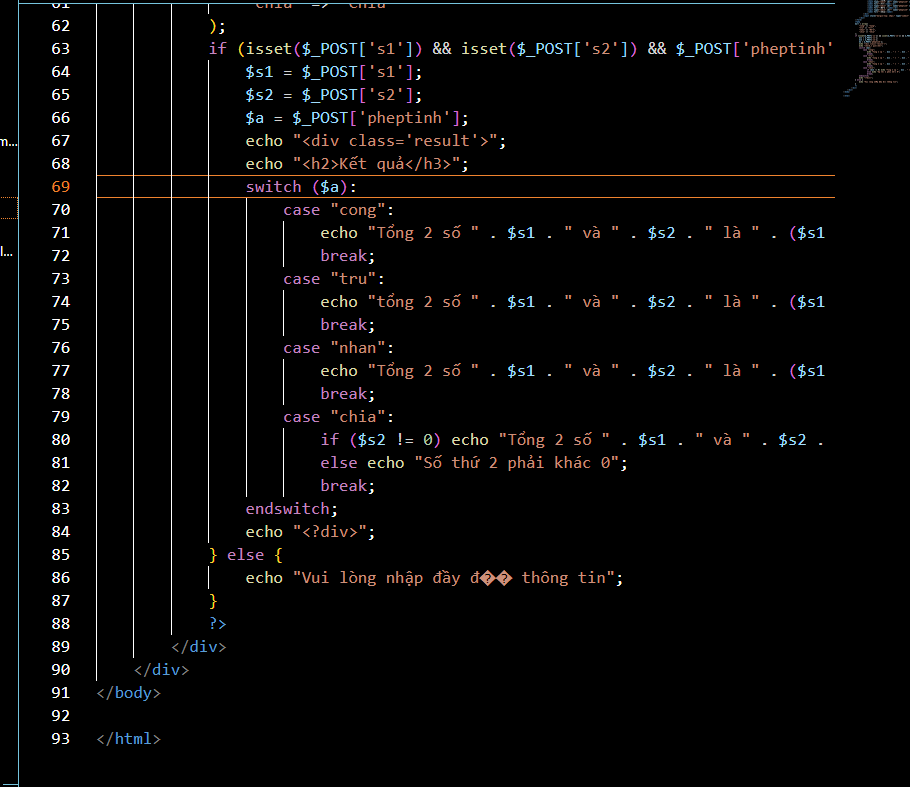 61 "chia" => "chia"
62 );
63 if (isset($_POST['s1']) && isset($_POST['s2']) && $_POST['pheptinh'
64 $s1 = $_POST['s1'];
65 $s2 = $_POST['s2'];
66 $a = $_POST['pheptinh'];
67 echo "<div class='result'>";
68 echo "<h2>Kết quả</h3>";
69 switch ($a):
70 case "cong":
71 echo "Tổng 2 số " . $s1 . " và " . $s2 . " là " . ($s1
72 break;
73 case "tru":
74 echo "tổng 2 số " . $s1 . " và " . $s2 . " là " . ($s1
75 break;
76 case "nhan":
77 echo "Tổng 2 số " . $s1 . " và " . $s2 . " là " . ($s1
78 break;
79 case "chia":
80 if ($s2 != 0) echo "Tổng 2 số " . $s1 . " và " . $s2 .
81 else echo "Số thứ 2 phải khác 0";
82 break;
83 endswitch;
84 echo "<?div>";
85 } else {
86 echo "Vui lòng nhập đầy đ�� thông tin";
87 }
88 ?>
89 </div>
90 </div>
91 </body>
92
93 </html>
m...
l...